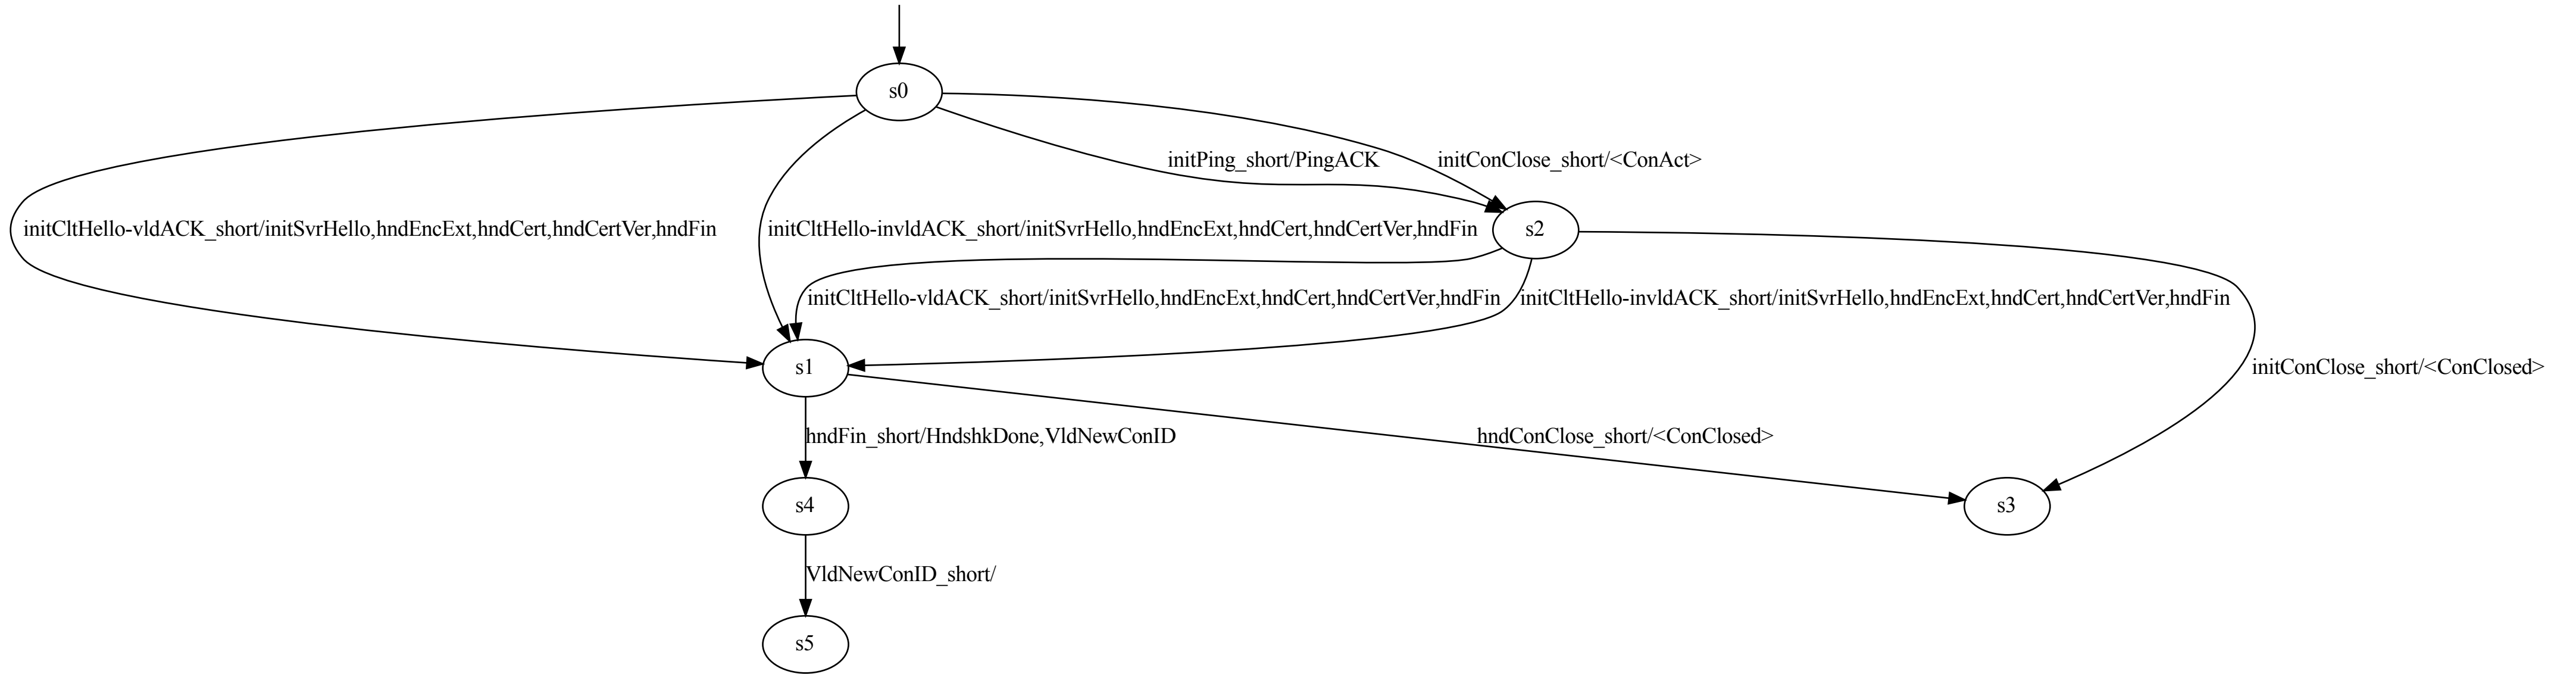 s0
initPing_short/PingACK
initConClose_short/<ConAct>
initCltHello-vldACK_short/initSvrHello,hndEncExt,hndCert,hndCertVer,hndFin
initCltHello-invldACK_short/initSvrHello,hndEncExt,hndCert,hndCertVer,hndFin
s2
initCltHello-vldACK_short/initSvrHello,hndEncExt,hndCert,hndCertVer,hndFin
initCltHello-invldACK_short/initSvrHello,hndEncExt,hndCert,hndCertVer,hndFin
s1
initConClose_short/<ConClosed>
hndFin_short/HndshkDone,VldNewConID
hndConClose_short/<ConClosed>
s4
s3
VldNewConID_short/
s5